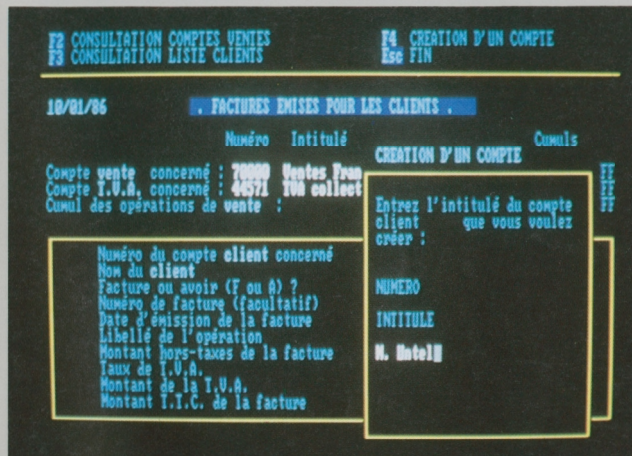 F2 CONSULTATION COMPTES VENTES
F4 CREATION D'UN COMPTE
F3 CONSULTATION LISTE CLIENTS
Esc FIN
10/01/86
. FACTURES EMISES POUR LES CLIENTS .
Numéro Intitulé
Cumuls
CREATION D'UN COMPTE
Compte vente concerné : 70000 Ventes Fran
FF
Compte T.V.A. concerné : 44571 TVA collect
FF
Cumul des opérations de vente :
FF
Entrez l'intitulé du compte
client que vous voulez
créer :
NUMERO
INTITULE
M. Untel
Numéro du compte client concerné
Nom du client
Facture ou avoir (F ou A) ?
Numéro de facture (facultatif)
Date d'émission de la facture
Libellé de l'opération
Montant hors-taxes de la facture
Taux de T.V.A.
Montant de la T.V.A.
Montant T.T.C. de la facture